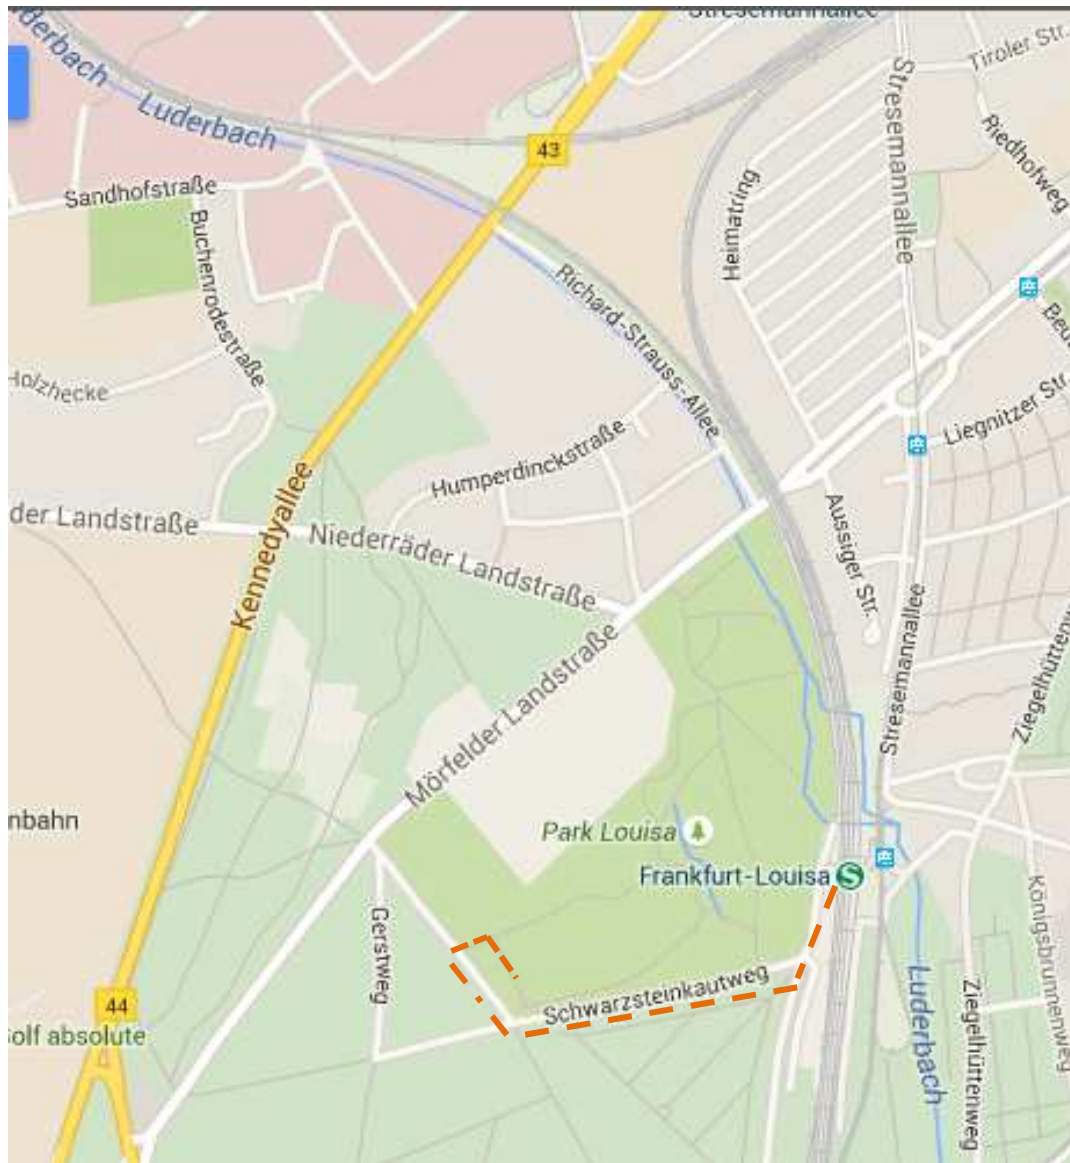 Stresemannallee
Luderbach
Luderbach
43
Tiroler Str.
Stresemannallee
Riedhofweg
Sandhofstraße
Buchenrodestraße
Heimatring
Richard-Strauss-Allee
Beu
Holzhecke
Liegnitzer Str.
Humperdinckstraße
der Landstraße
Niederräder Landstraße
Kennedyallee
Aussiger Str.
Stresemannallee
Ziegelhüttenw
Mörfelder Landstraße
nbahn
Park Louisa
Frankfurt-Louisa
S
Gerstweg
Königsbrunnenweg
Schwarzsteinkautweg
Luderbach
Ziegelhüttenweg
44
olf absolute